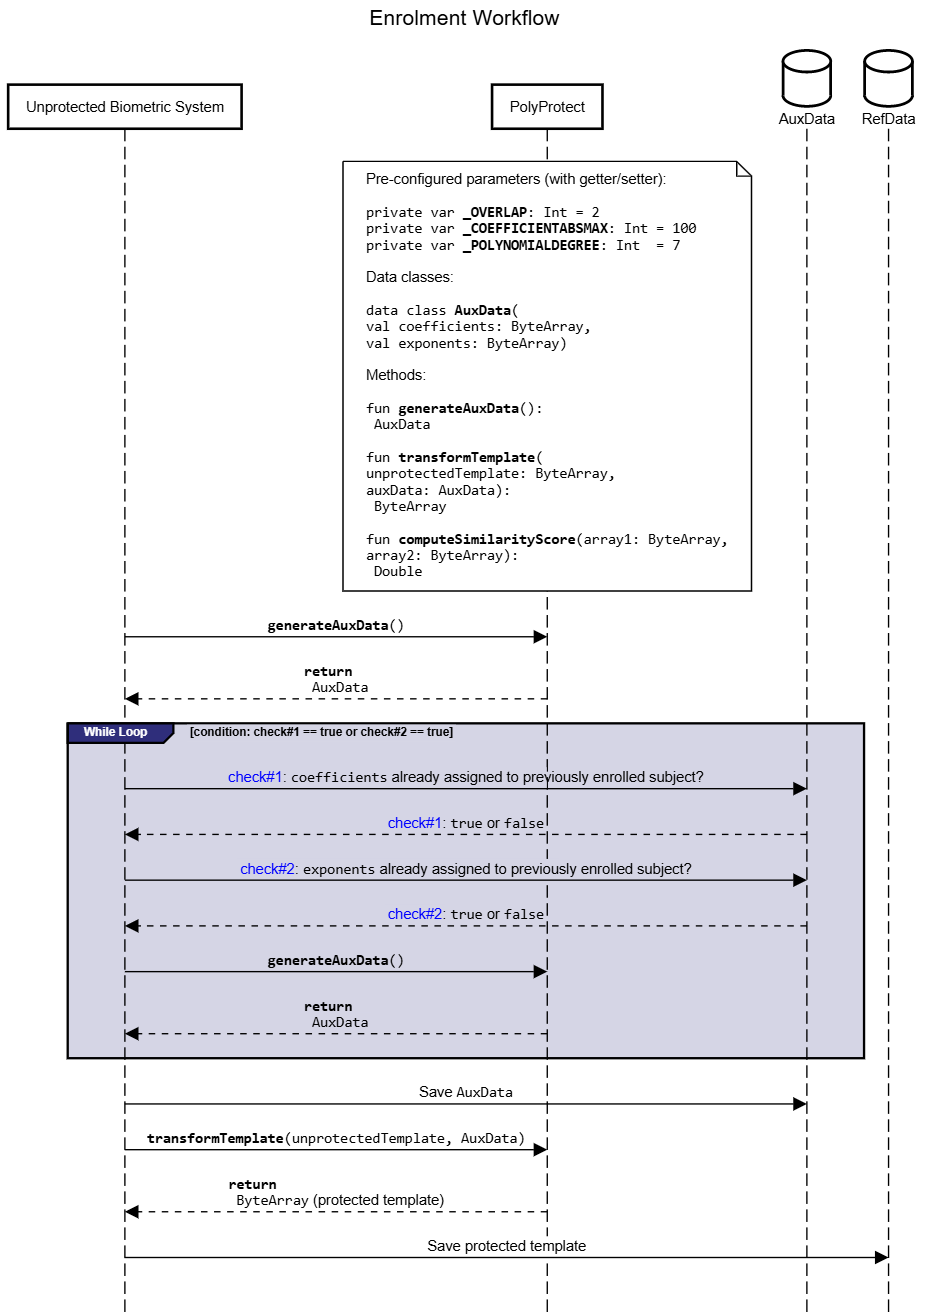 Enrolment Workflow
Unprotected Biometric System
PolyProtect
AuxData
RefData
Pre-configured parameters (with getter/setter):
private var _OVERLAP: Int = 2
private var _COEFFICIENTABSMAX: Int = 100
private var _POLYNOMIALDEGREE: Int  = 7
Data classes:
data class AuxData(
val coefficients: ByteArray,
val exponents: ByteArray)
Methods:
fun generateAuxData():
AuxData
fun transformTemplate(
unprotectedTemplate: ByteArray,
auxData: AuxData):
ByteArray
fun computeSimilarityScore(array1: ByteArray,
array2: ByteArray):
Double
generateAuxData()
return
AuxData
While Loop
[condition: check#1 == true or check#2 == true]
check#1: coefficients already assigned to previously enrolled subject?
check#1: true or false
check#2: exponents already assigned to previously enrolled subject?
check#2: true or false
generateAuxData()
return
AuxData
Save AuxData
transformTemplate(unprotectedTemplate, AuxData)
return
ByteArray (protected template)
Save protected template